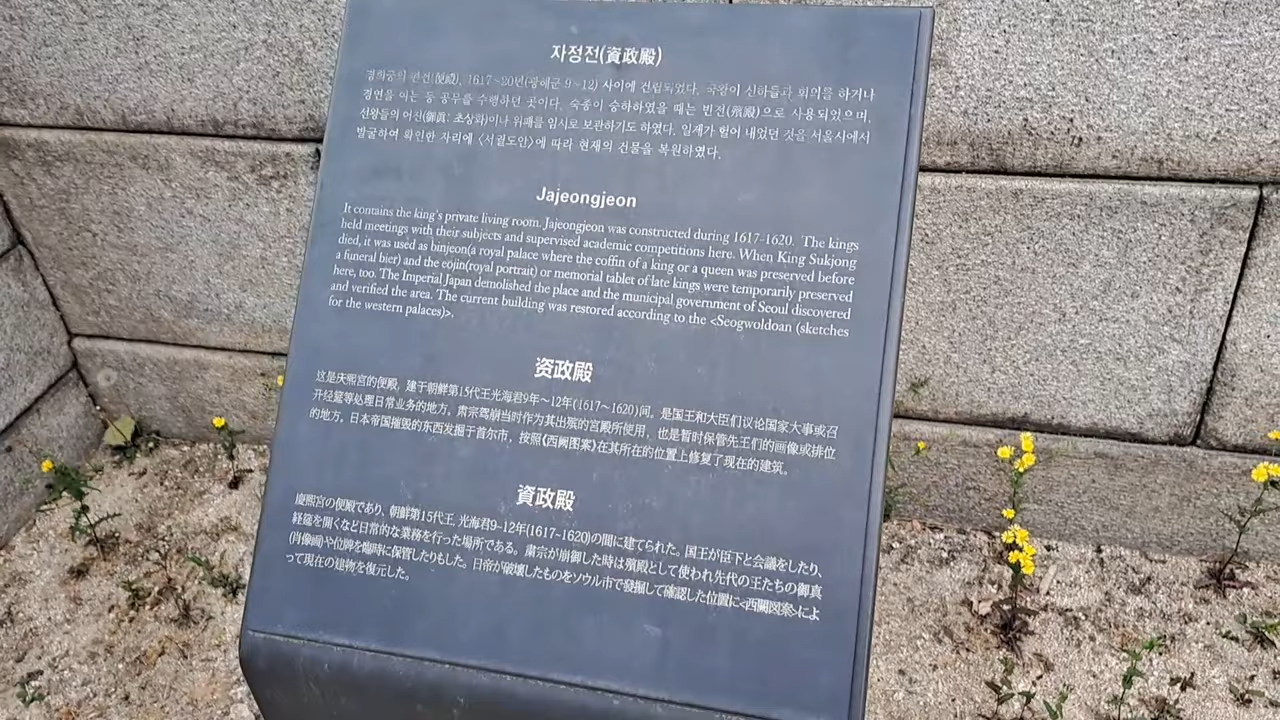 자정전(資政殿)
경희궁의 편전(便殿). 1617~20년(광해군 9~12) 사이에 건립되었다. 국왕이 신하들과 회의를 하거나
경연을 여는 등 공무를 수행하던 곳이다. 숙종이 승하하였을 때는 빈전(殯殿)으로 사용되었으며,
선왕들의 어진(御眞: 초상화)이나 위패를 임시로 보관하기도 하였다. 일제가 헐어 내었던 것을 서울시에서
발굴하여 확인한 자리에 〈서궐도안〉에 따라 현재의 건물을 복원하였다.
Jajeongjeon
It contains the king's private living room. Jajeongjeon was constructed during 1617-1620. The kings
held meetings with their subjects and supervised academic competitions here. When King Sukjong
died, it was used as binjeon(a royal palace where the coffin of a king or a queen was preserved before
a funeral bier) and the eojin(royal portrait) or memorial tablet of late kings were temporarily preserved
here, too. The Imperial Japan demolished the place and the municipal government of Seoul discovered
and verified the area. The current building was restored according to the <Seogwoldoan (sketches
for the western palaces)>.
资政殿
这是庆熙宮的便殿，建于朝鲜第15代王光海君9年～12年(1617～1620)间。是国王和大臣们议论国家大事或召
开经筵等处理日常业务的地方。肃宗驾崩当时作为其出殡的宮殿所使用，也是暂时保管先王们的画像或排位
的地方。日本帝国摧毁的东西发掘于首尔市，按照《西阙图案》在其所在的位置上修复了现在的建筑。
資政殿
慶熙宮の便殿であり、朝鮮第15代王, 光海君9-12年(1617~1620)の間に建てられた。国王が臣下と会議をしたり、
経筵を開くなど日常的な業務を行った場所である。粛宗が崩御した時は殯殿として使われ先代の王たちの御真
(肖像画)や位牌を臨時に保管したりもした。日帝が破壊したものをソウル市で發掘して確認した位置に<西闕図案>によ
って現在の建物を復元した。